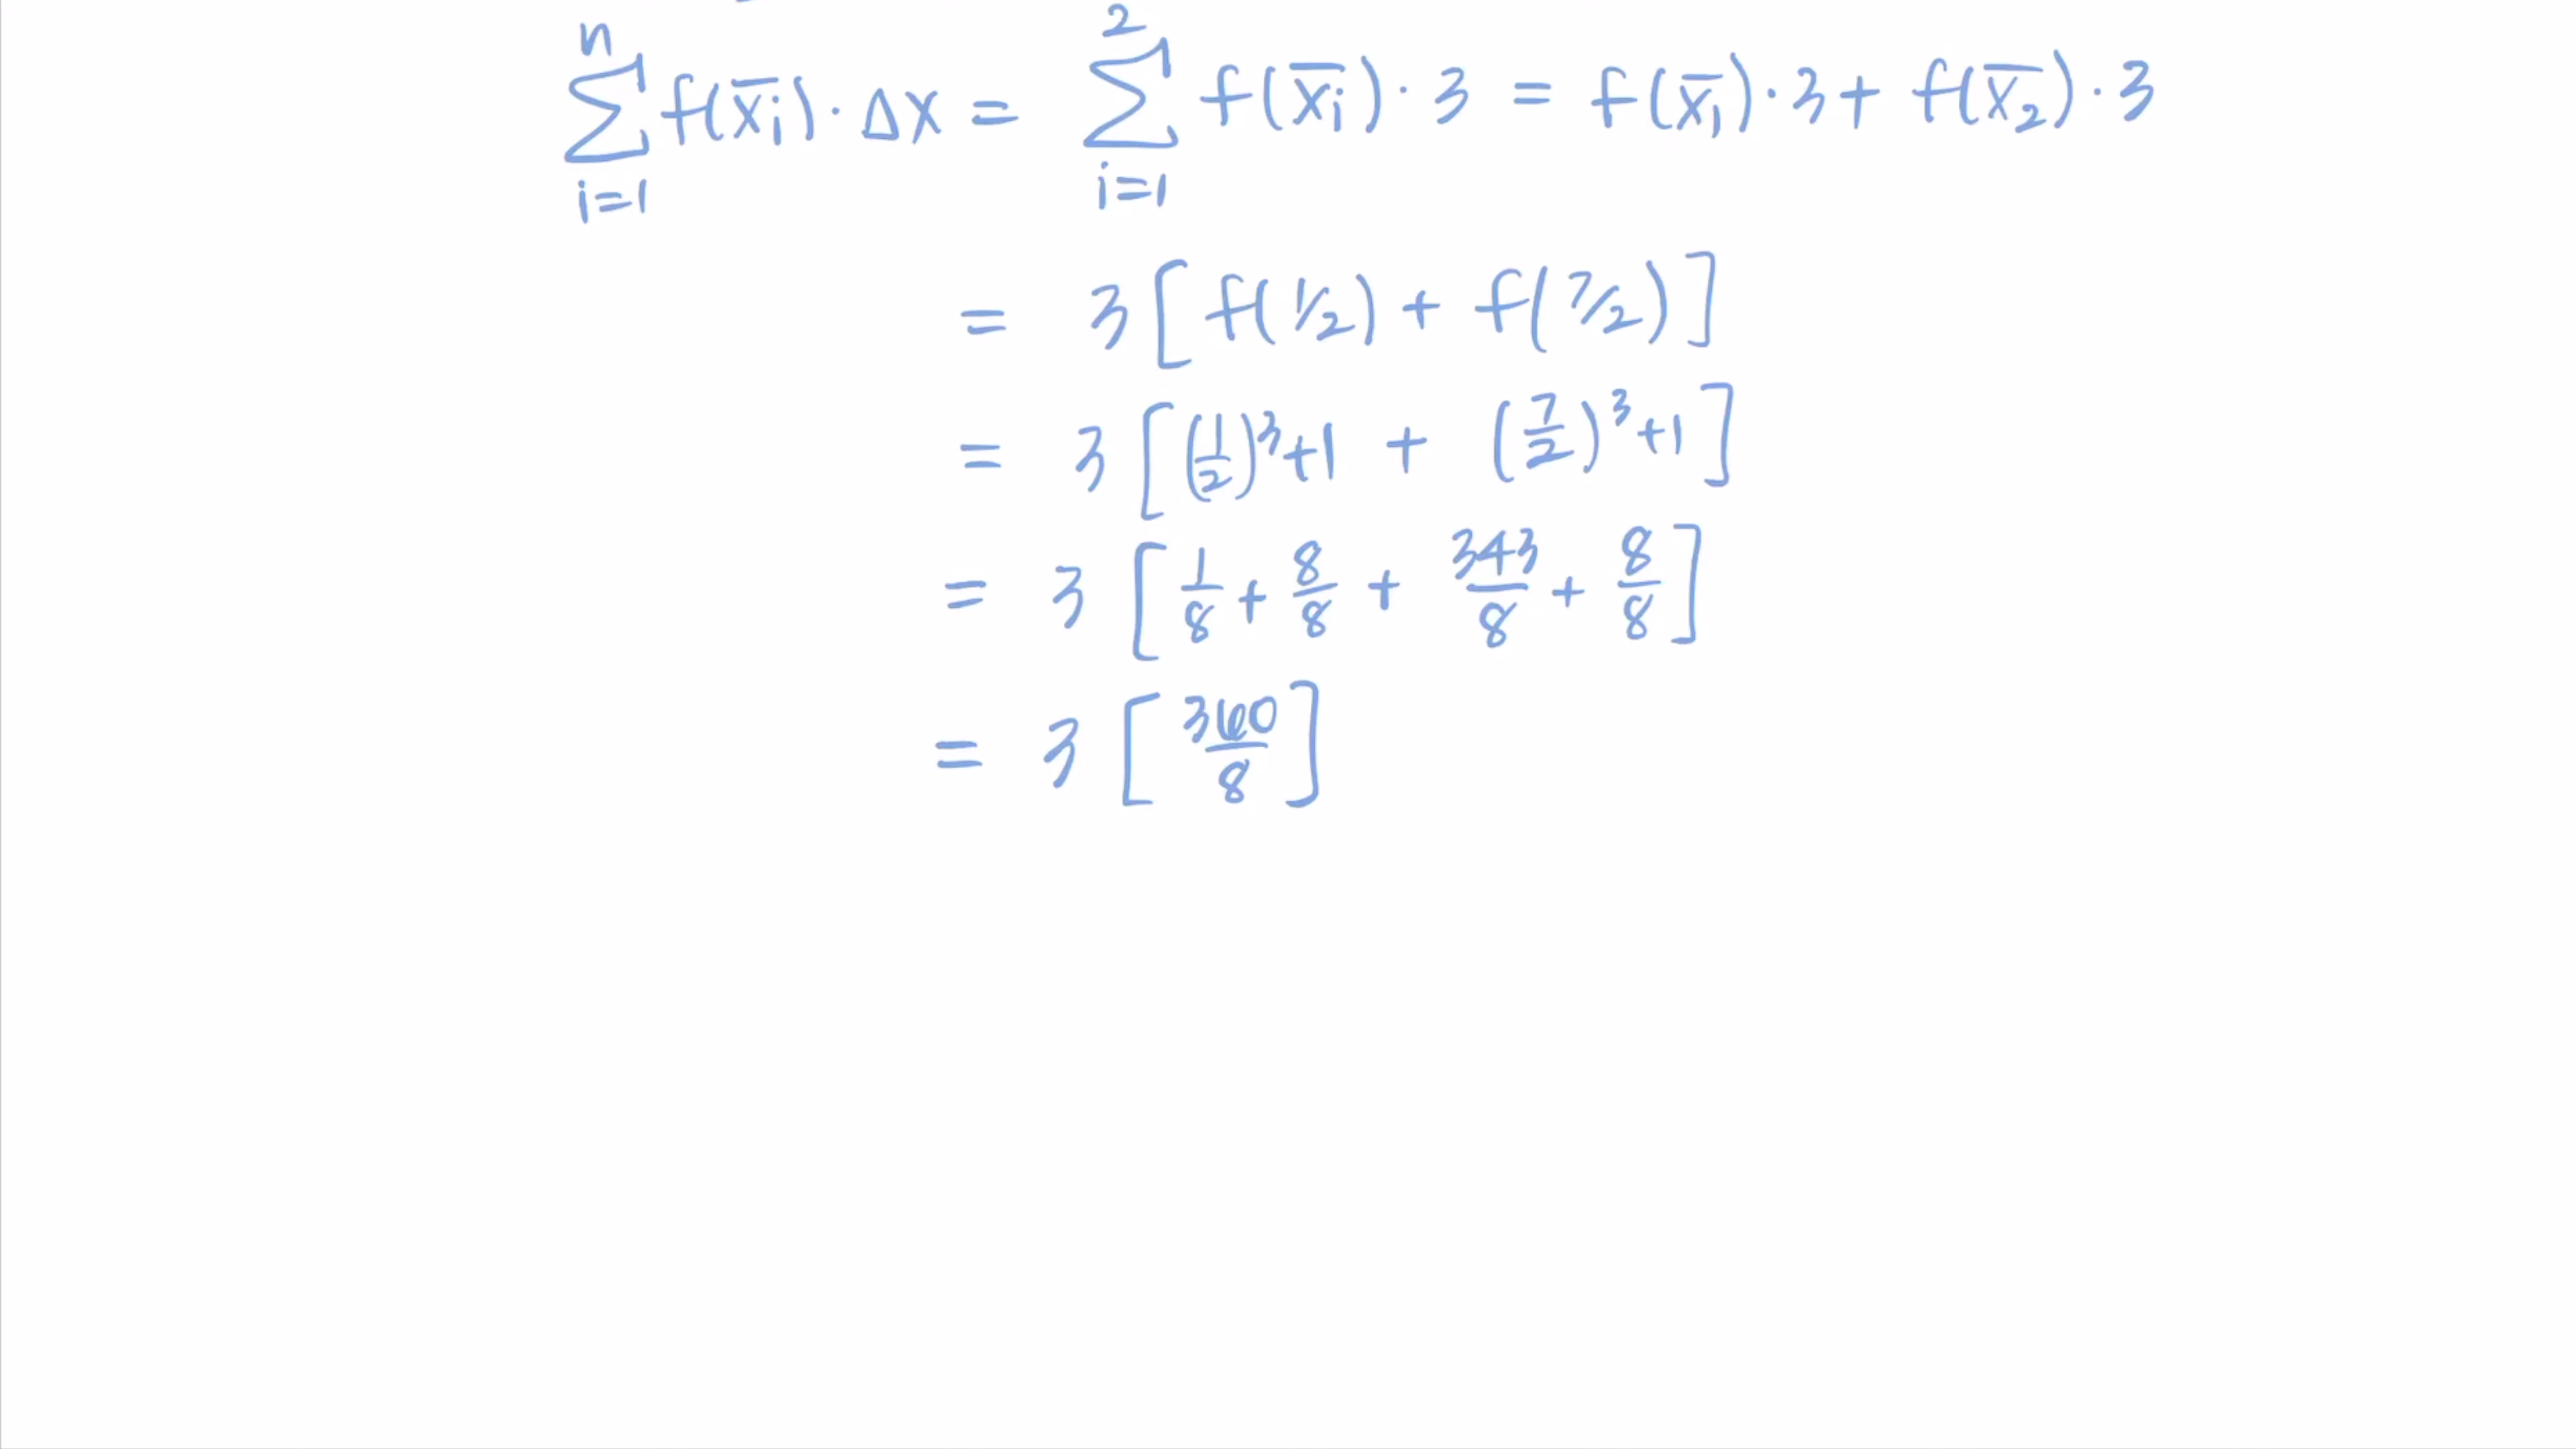 n
∑ f(x̄ᵢ)·Δx = ∑ f(x̄ᵢ)·3 = f(x̄₁)·3 + f(x̄₂)·3
i=1
2
i=1
= 3[f(1/2) + f(7/2)]
= 3[(1/2)³+1 + (7/2)³+1]
= 3[1/8 + 8/8 + 343/8 + 8/8]
= 3[360/8]